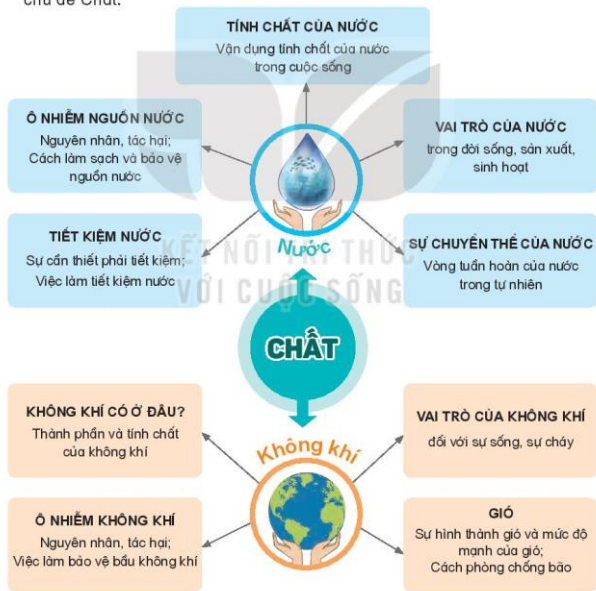 chủ đề Chất.
TÍNH CHẤT CỦA NƯỚC
Vận dụng tính chất của nước
trong cuộc sống
Ô NHIỄM NGUỒN NƯỚC
Nguyên nhân, tác hại;
Cách làm sạch và bảo vệ
nguồn nước
VAI TRÒ CỦA NƯỚC
trong đời sống, sản xuất,
sinh hoạt
TIẾT KIỆM NƯỚC
Sự cần thiết phải tiết kiệm;
Việc làm tiết kiệm nước
Nước
SỰ CHUYỂN THỂ CỦA NƯỚC
Vòng tuần hoàn của nước
trong tự nhiên
KẾT NỐI TRI THỨC
VỚI CUỘC SỐNG
CHẤT
KHÔNG KHÍ CÓ Ở ĐÂU?
Thành phần và tính chất
của không khí
Không khí
VAI TRÒ CỦA KHÔNG KHÍ
đối với sự sống, sự cháy
Ô NHIỄM KHÔNG KHÍ
Nguyên nhân, tác hại;
Việc làm bảo vệ bầu không khí
GIÓ
Sự hình thành gió và mức độ
mạnh của gió;
Cách phòng chống bão